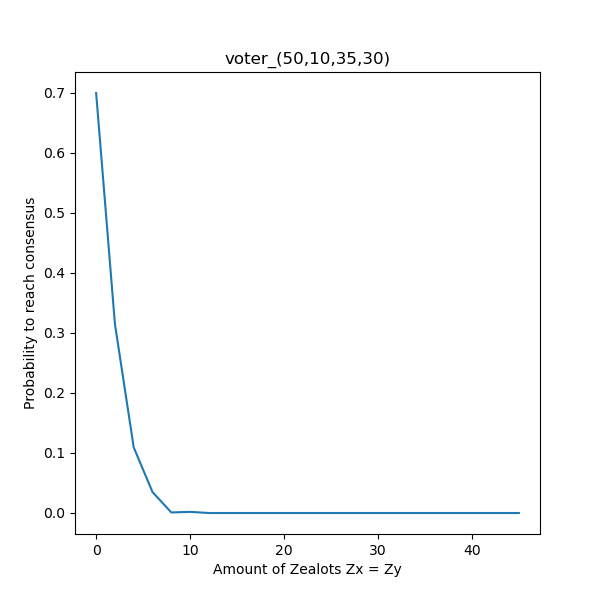 voter_(50,10,35,30)
0.7
0.6
0.5
0.4
0.3
0.2
0.1
0.0
Probability to reach consensus
0 10 20 30 40
Amount of Zealots Zx = Zy